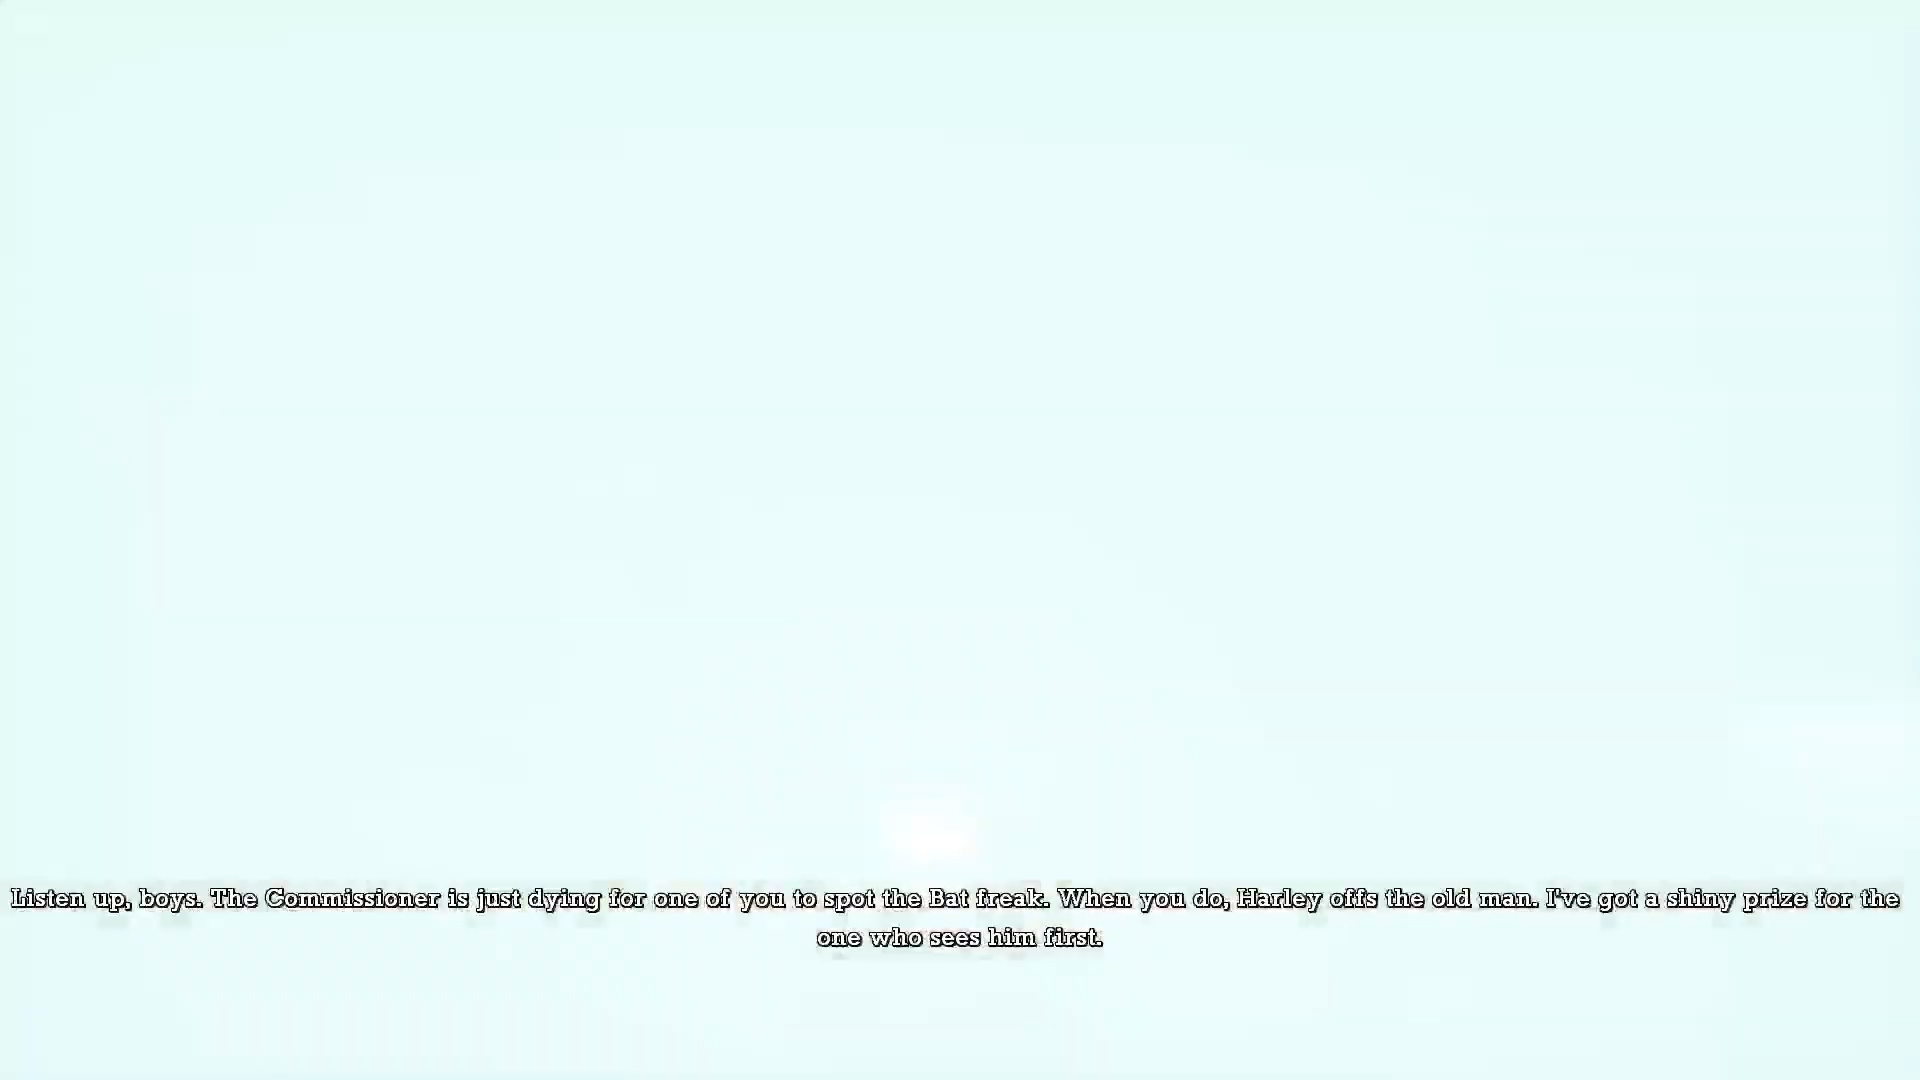 Listen up, boys. The Commissioner is just dying for one of you to spot the Bat freak. When you do, Harley offs the old man. I've got a shiny prize for the
one who sees him first.